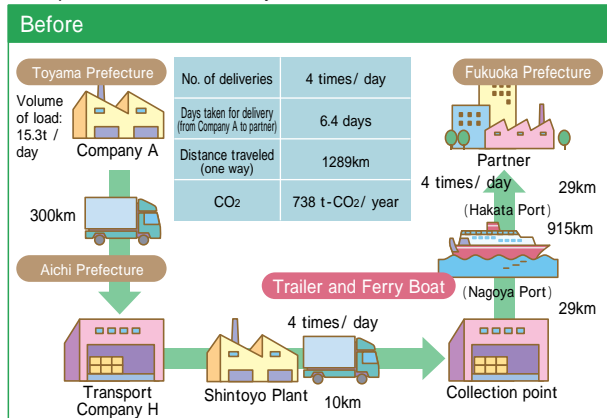 Before
Toyama Prefecture
Volume
of load:
15.3t /
day
Company A
No. of deliveries
4 times/ day
Days taken for delivery
(from Company A to partner)
6.4 days
Distance traveled
(one way)
1289km
CO2
738 t-CO2/ year
Fukuoka Prefecture
Partner
4 times/ day
29km
(Hakata Port)
915km
(Nagoya Port)
29km
300km
Aichi Prefecture
Trailer and Ferry Boat
4 times/ day
Transport
Company H
Shintoyo Plant
10km
Collection point